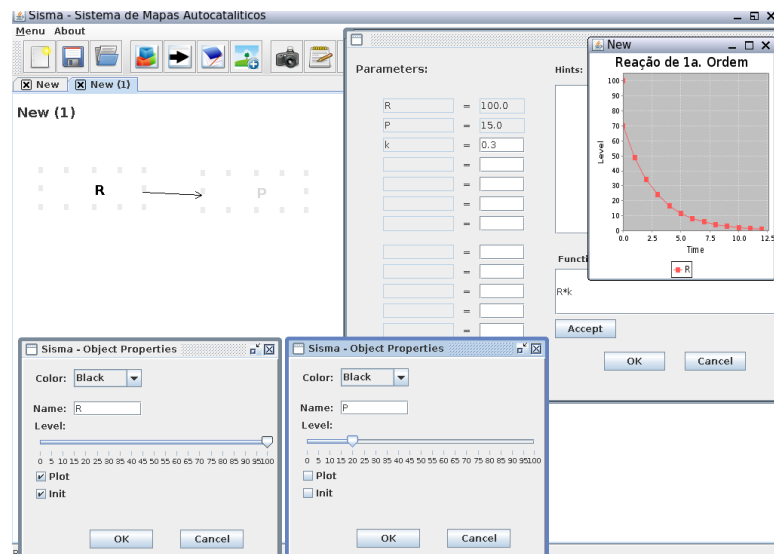 Sisma - Sistema de Mapas Autocatalíticos
Menu About
New
New (1)
New (1)
R
P
Parameters:
R = 100.0
P = 15.0
k = 0.3
=
=
=
=
=
=
=
=
=
Hints:
Functi
R*k
Accept
OK Cancel
New
Reação de 1a. Ordem
Level
100
90
80
70
60
50
40
30
20
10
0
0.0 2.5 5.0 7.5 10.0 12.5
Time
R
Sisma - Object Properties
Color: Black
Name: R
Level:
0 5 10 15 20 25 30 35 40 45 50 55 60 65 70 75 80 85 90 95100
Plot
Init
OK Cancel
Sisma - Object Properties
Color: Black
Name: P
Level:
0 5 10 15 20 25 30 35 40 45 50 55 60 65 70 75 80 85 90 95100
Plot
Init
OK Cancel